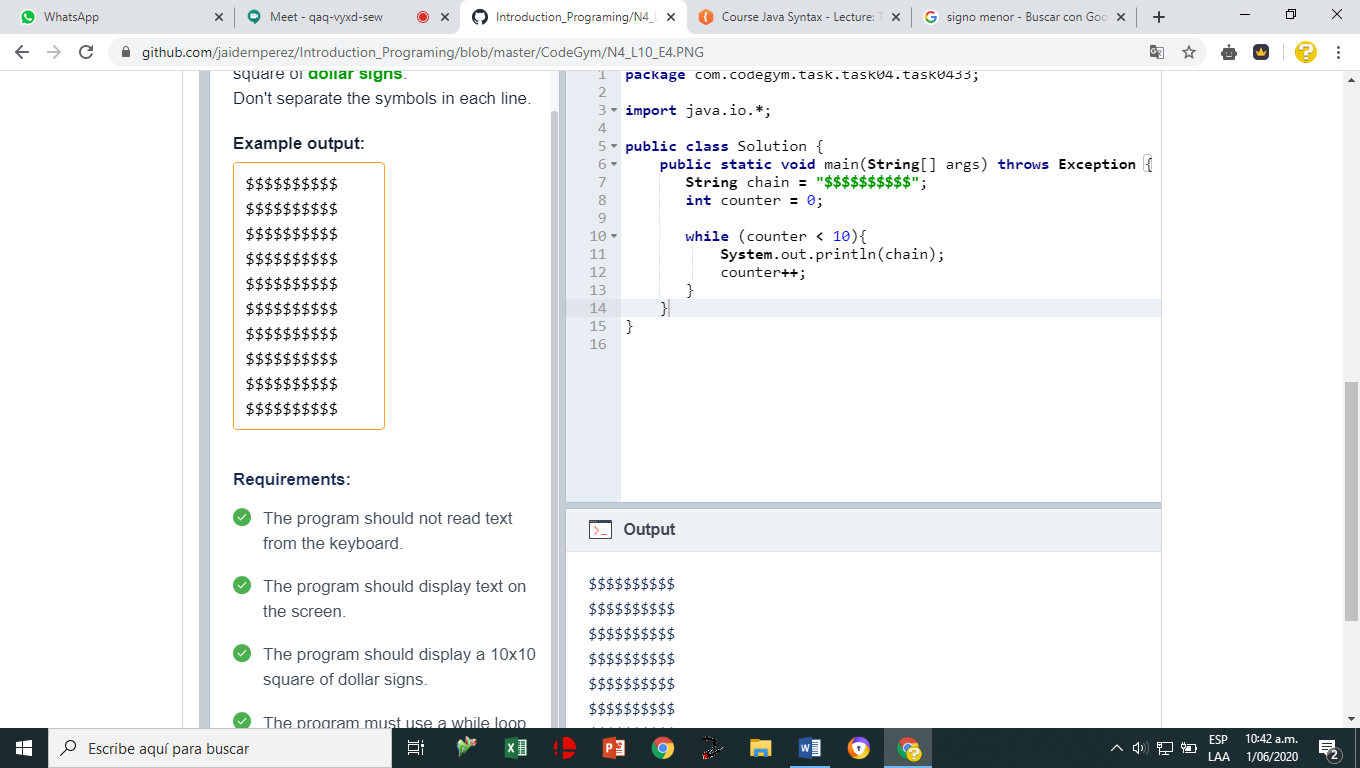 WhatsApp
Meet - qaq-vyxd-sew
Introduction_Programing/N4_L
Course Java Syntax - Lecture: T
signo menor - Buscar con Goo
github.com/jaidernperez/Introduction_Programing/blob/master/CodeGym/N4_L10_E4.PNG
square of dollar signs.
Don't separate the symbols in each line.
Example output:
$$$$$$$$$$
$$$$$$$$$$
$$$$$$$$$$
$$$$$$$$$$
$$$$$$$$$$
$$$$$$$$$$
$$$$$$$$$$
$$$$$$$$$$
$$$$$$$$$$
$$$$$$$$$$
Requirements:
The program should not read text
from the keyboard.
The program should display text on
the screen.
The program should display a 10x10
square of dollar signs.
The program must use a while loop
1 package com.codegym.task.task04.task0433;
2
3 import java.io.*;
4
5 public class Solution {
6 public static void main(String[] args) throws Exception {
7 String chain = "$$$$$$$$$$";
8 int counter = 0;
9
10 while (counter < 10){
11 System.out.println(chain);
12 counter++;
13 }
14 }
15 }
16
Output
$$$$$$$$$$
$$$$$$$$$$
$$$$$$$$$$
$$$$$$$$$$
$$$$$$$$$$
$$$$$$$$$$
Escribe aquí para buscar
ESP
LAA
10:42 a.m.
1/06/2020
2